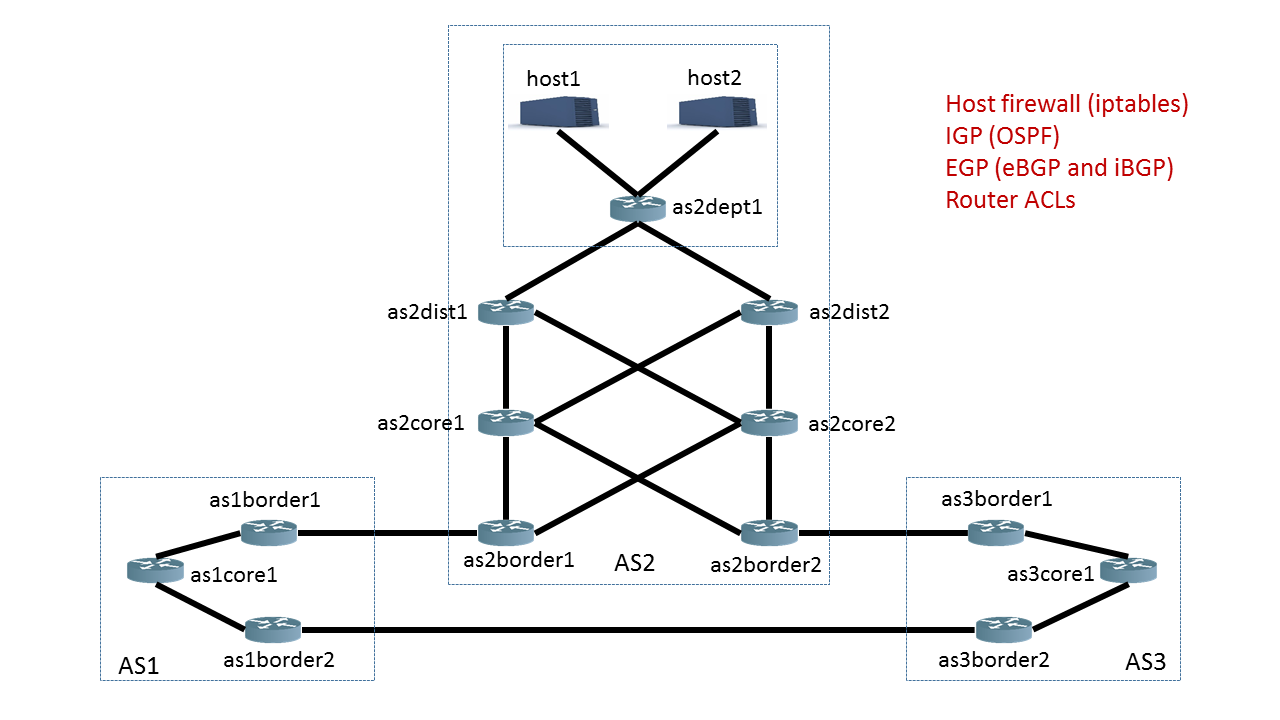 host1
host2
Host firewall (iptables)
IGP (OSPF)
EGP (eBGP and iBGP)
Router ACLs
as2dept1
as2dist1
as2dist2
as2core1
as2core2
as1border1
as3border1
as2border1
AS2
as2border2
as1core1
as3core1
as1border2
as3border2
AS1
AS3